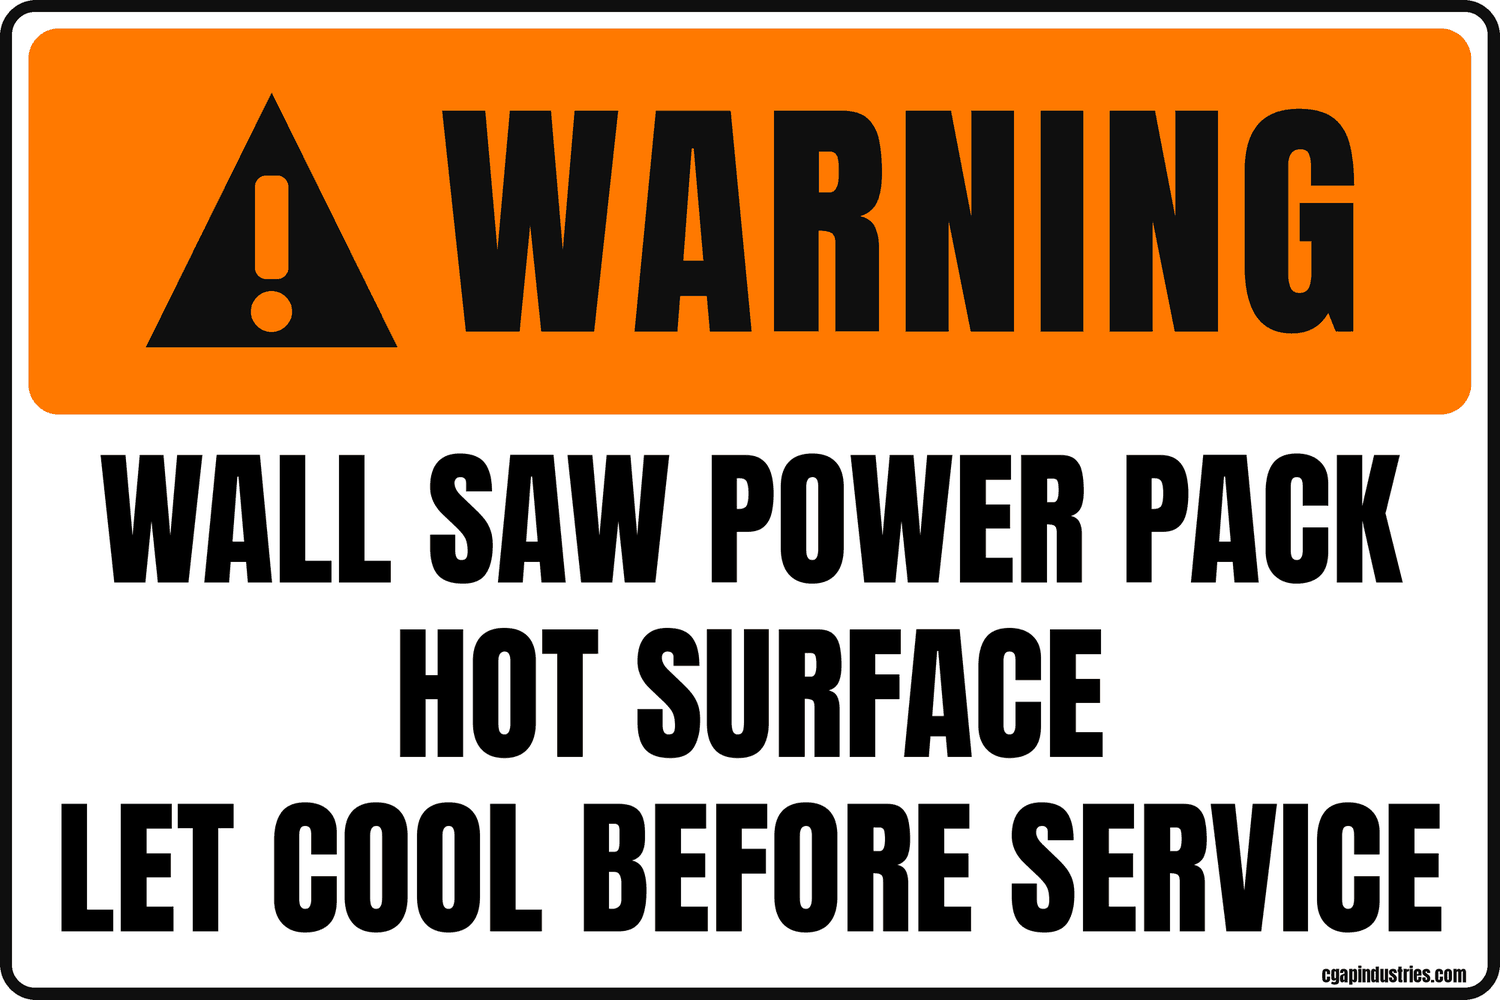 WARNING
WALL SAW POWER PACK
HOT SURFACE
LET COOL BEFORE SERVICE
cgapindustries.com